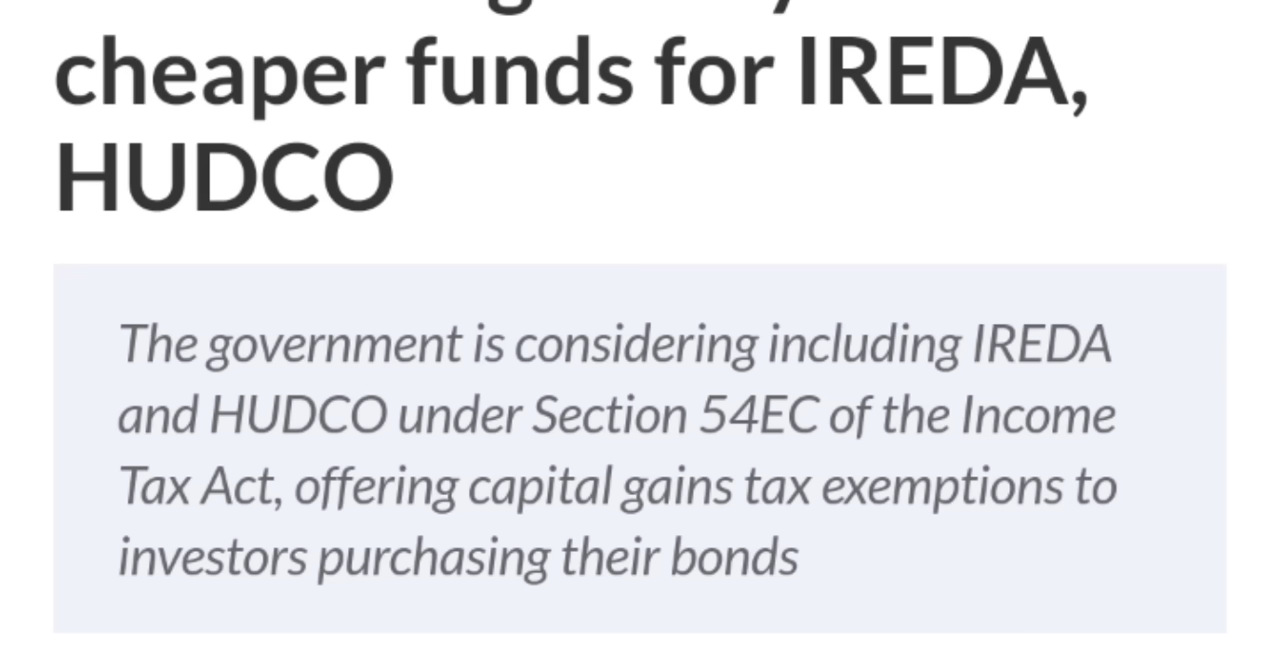 cheaper funds for IREDA,
HUDCO
The government is considering including IREDA
and HUDCO under Section 54EC of the Income
Tax Act, offering capital gains tax exemptions to
investors purchasing their bonds